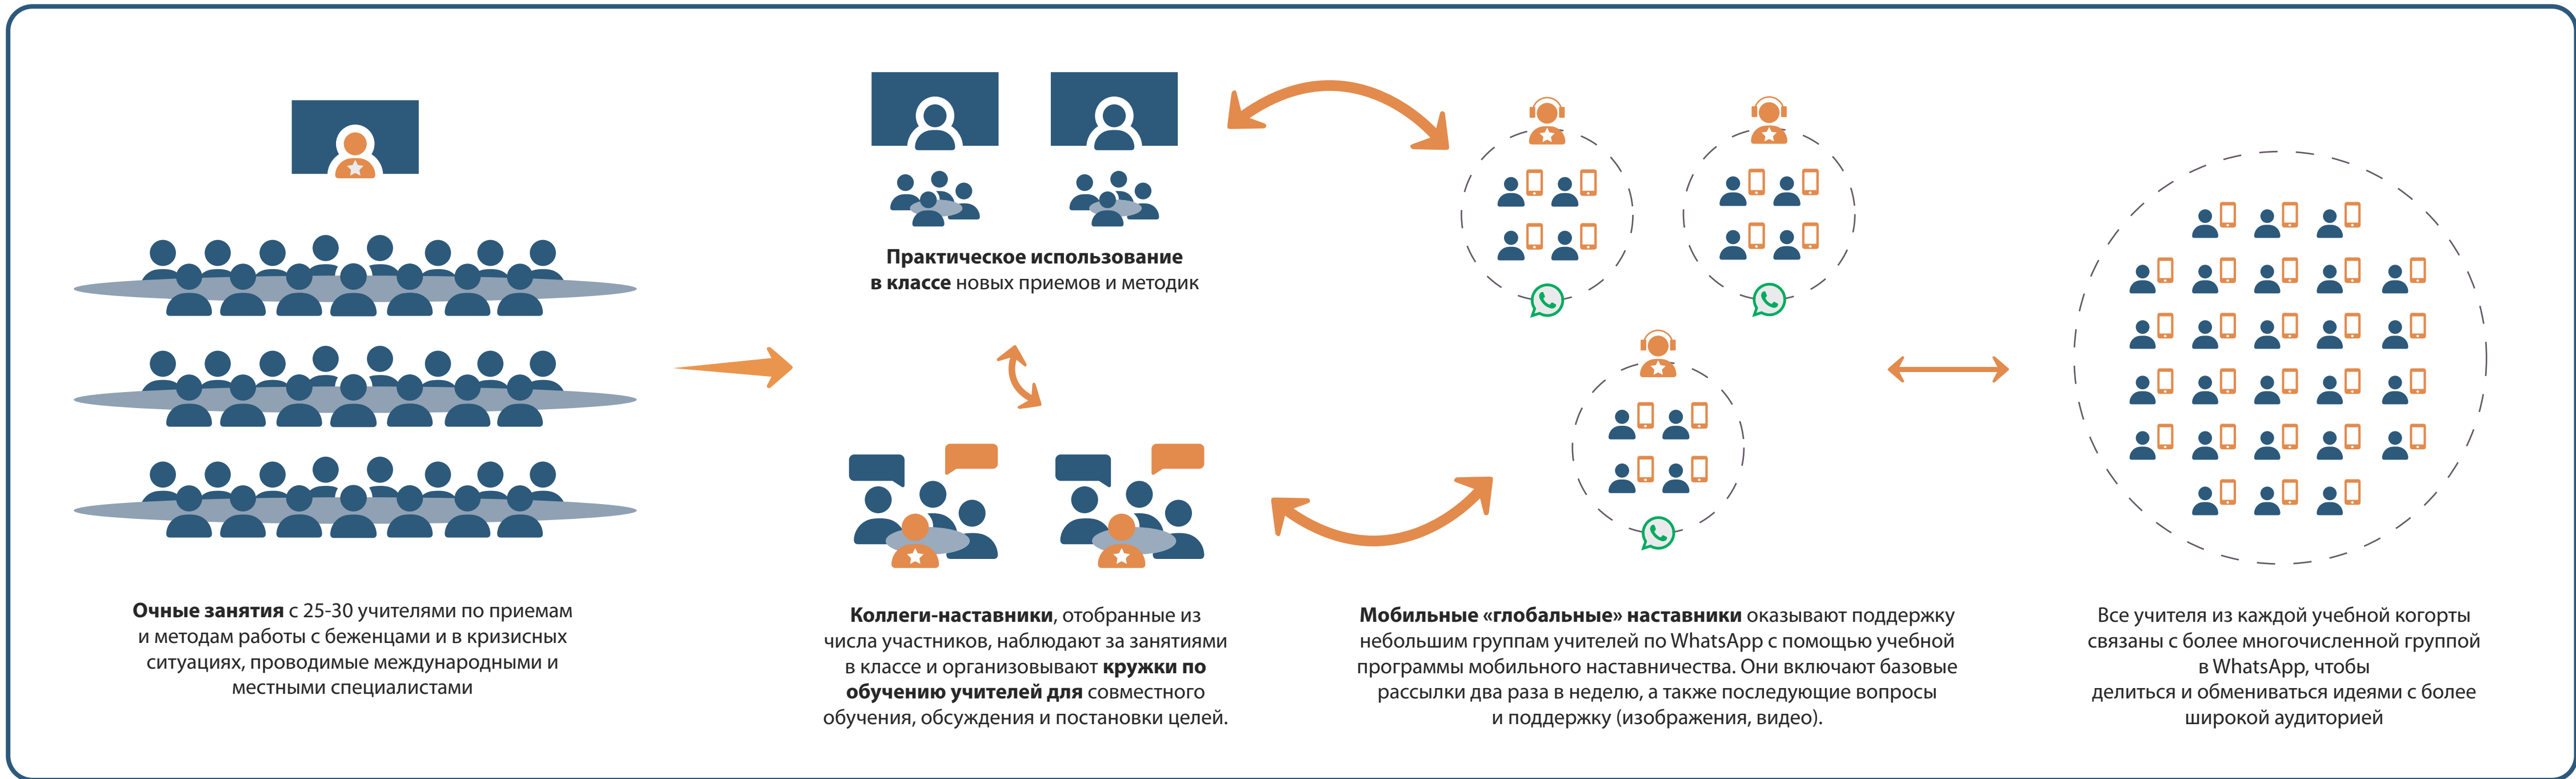 Практическое использование
в классе новых приемов и методик
Очные занятия с 25-30 учителями по приемам
и методам работы с беженцами и в кризисных
ситуациях, проводимые международными и
местными специалистами
Коллеги-наставники, отобранные из
числа участников, наблюдают за занятиями
в классе и организовывают кружки по
обучению учителей для совместного
обучения, обсуждения и постановки целей.
Мобильные «глобальные» наставники оказывают поддержку
небольшим группам учителей по WhatsApp с помощью учебной
программы мобильного наставничества. Они включают базовые
рассылки два раза в неделю, а также последующие вопросы
и поддержку (изображения, видео).
Все учителя из каждой учебной когорты
связаны с более многочисленной группой
в WhatsApp, чтобы
делиться и обмениваться идеями с более
широкой аудиторией